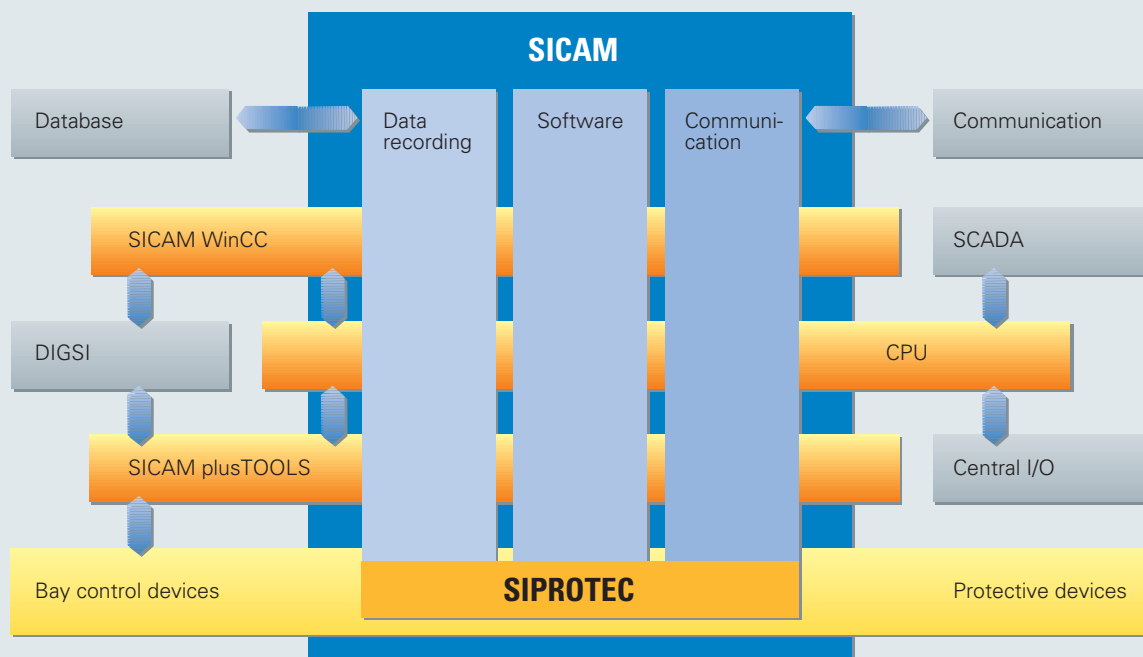 SICAM
Database
Data
recording
Software
Communi-
cation
Communication
SICAM WinCC
SCADA
DIGSI
CPU
SICAM plusTOOLS
Central I/O
Bay control devices
SIPROTEC
Protective devices